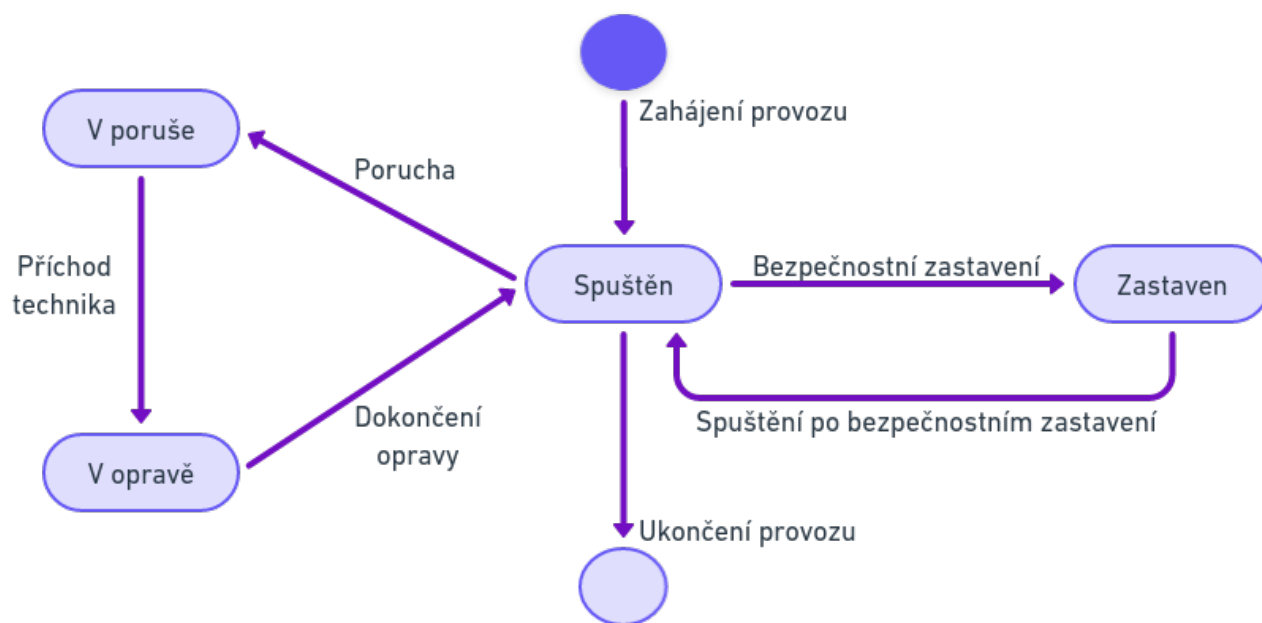 Zahájení provozu
V poruše
Porucha
Příchod
technika
Bezpečnostní zastavení
Spuštěn
Zastaven
Dokončení
opravy
Spuštění po bezpečnostním zastavení
V opravě
Ukončení provozu